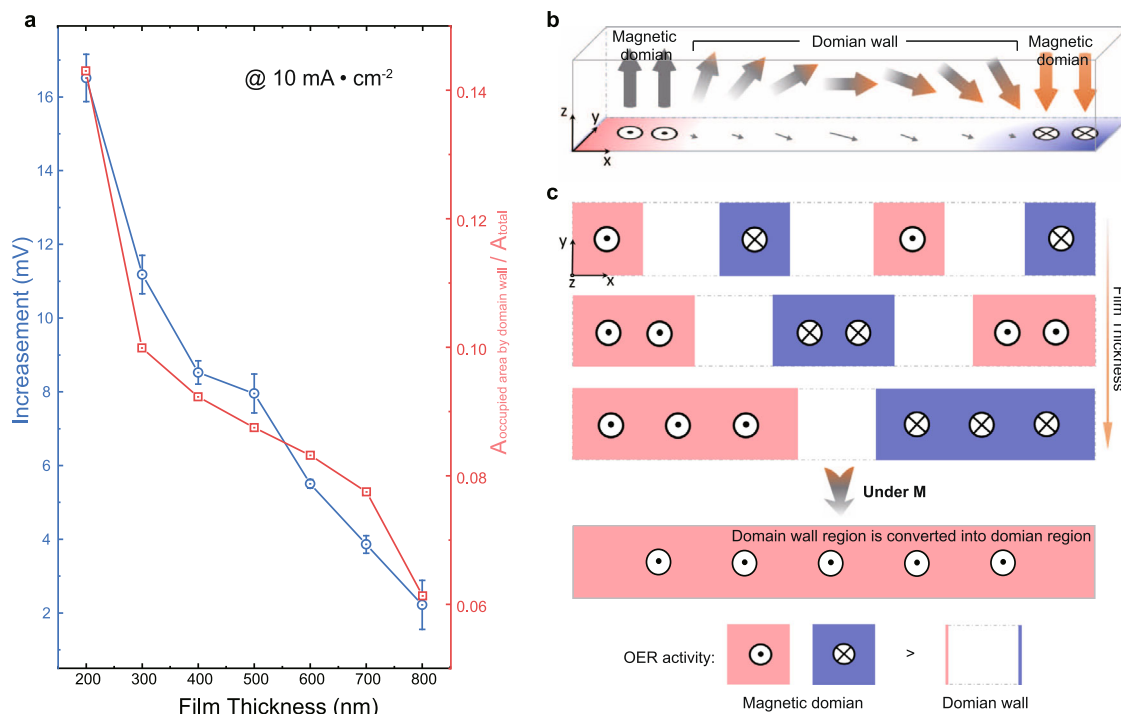 a
@ 10 mA • cm-2
16
14
12
10
8
6
4
2
Increasement (mV)
0.14
0.12
0.10
0.08
0.06
Aoccupied area by domain wall / Atotal
200 300 400 500 600 700 800
Film Thickness (nm)
b
Magnetic
domian
Domian wall
Magnetic
domian
z
y
x
c
y
z
x
Film Thickness
Under M
Domain wall region is converted into domian region
OER activity:
>
Magnetic domian
Domian wall